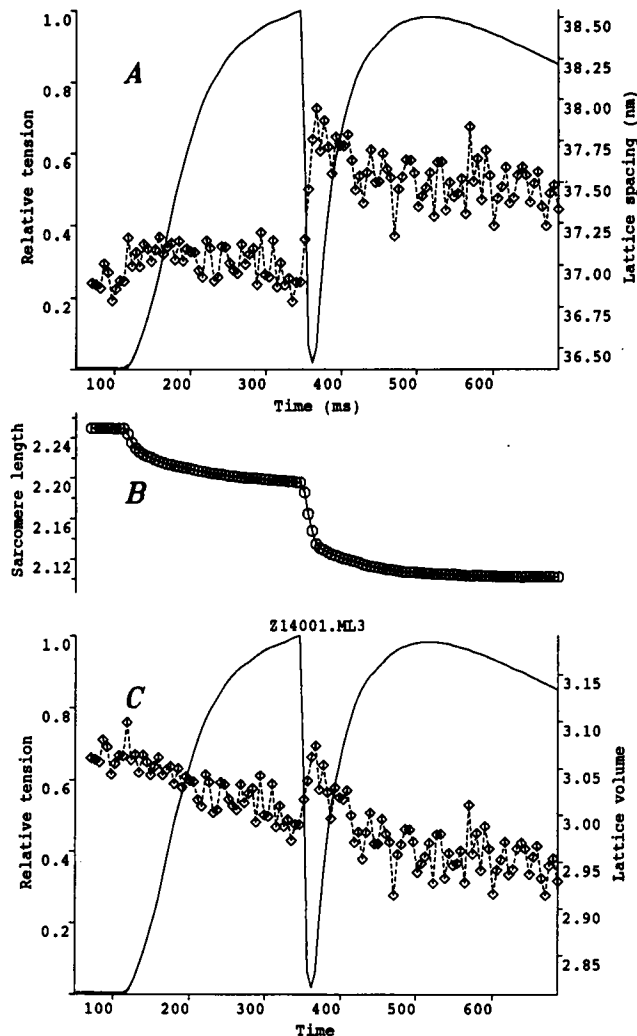 A
Relative tension
1.0
0.8
0.6
0.4
0.2
Lattice spacing (nm)
38.50
38.25
38.00
37.75
37.50
37.25
37.00
36.75
36.50
36.40
100 200 300 400 500 600
Time (ms)
B
Sarcomere length
2.24
2.20
2.16
2.12
Z14001.ML3
C
Relative tension
1.0
0.8
0.6
0.4
0.2
Lattice volume
3.15
3.10
3.05
3.00
2.95
2.90
2.85
100 200 300 400 500 600
Time